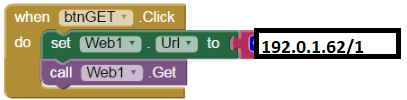 when btnGET .Click
do set Web1 . Url to 192.0.1.62/1
call Web1 .Get